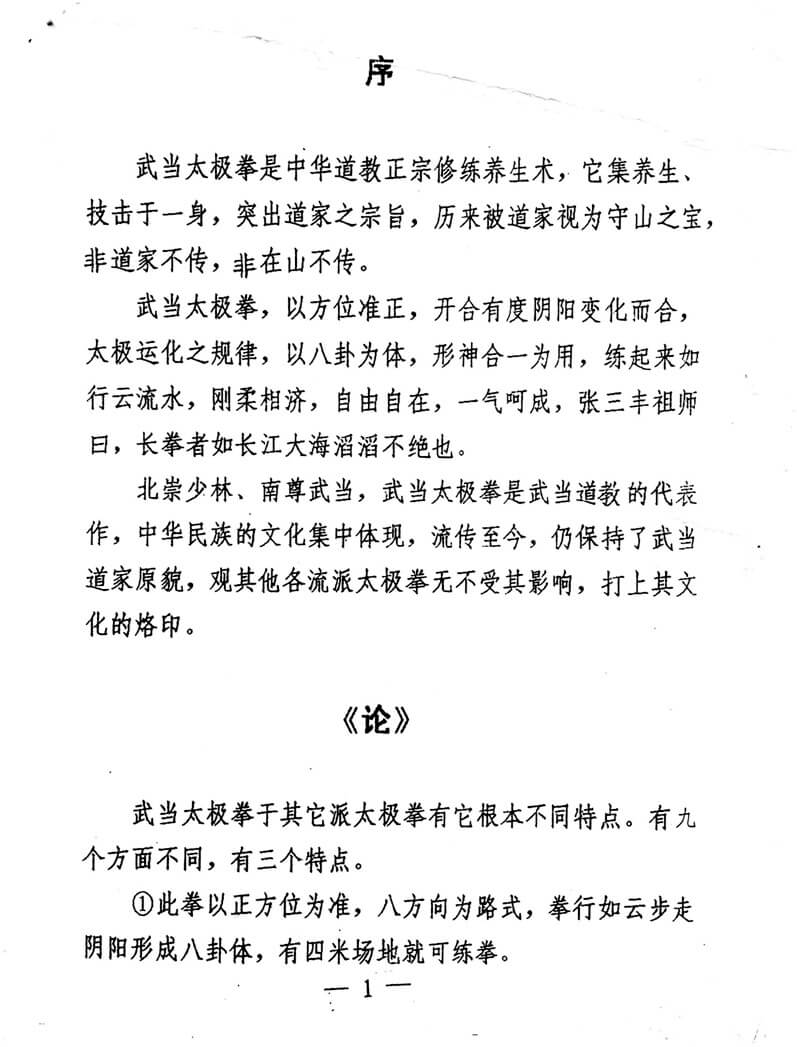 序
武当太极拳是中华道教正宗修练养生术，它集养生、
技击于一身，突出道家之宗旨，历来被道家视为守山之宝，
非道家不传，非在山不传。
武当太极拳，以方位准正，开合有度阴阳变化而合，
太极运化之规律，以八卦为体，形神合一为用，练起来如
行云流水，刚柔相济，自由自在，一气呵成，张三丰祖师
曰，长拳者如长江大海滔滔不绝也。
北崇少林、南尊武当，武当太极拳是武当道教的代表
作，中华民族的文化集中体现，流传至今，仍保持了武当
道家原貌，观其他各流派太极拳无不受其影响，打上其文
化的烙印。
《论》
武当太极拳于其它派太极拳有它根本不同特点。有九
个方面不同，有三个特点。
①此拳以正方位为准，八方向为路式，拳行如云步走
阴阳形成八卦体，有四米场地就可练拳。
— 1 —